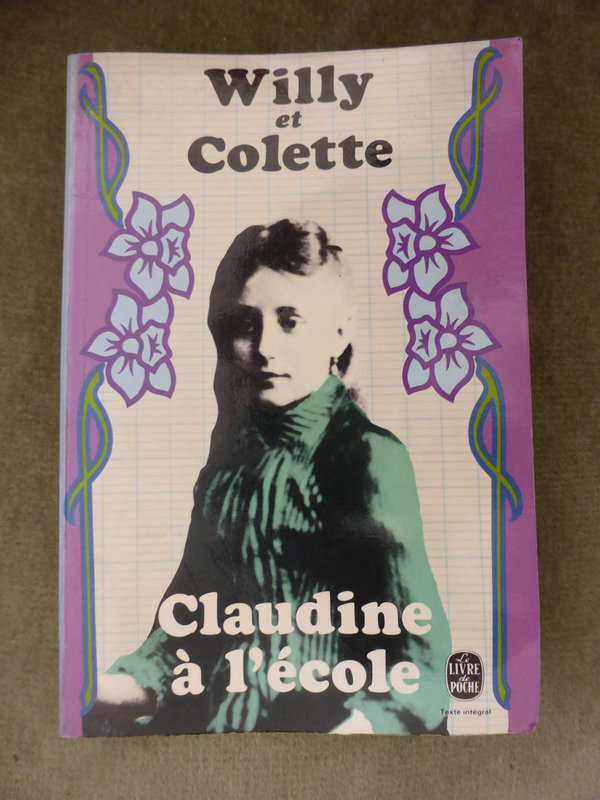 Willy
et
Colette
Claudine
à l'école
Le
LIVRE
de
POCHE
Texte intégral